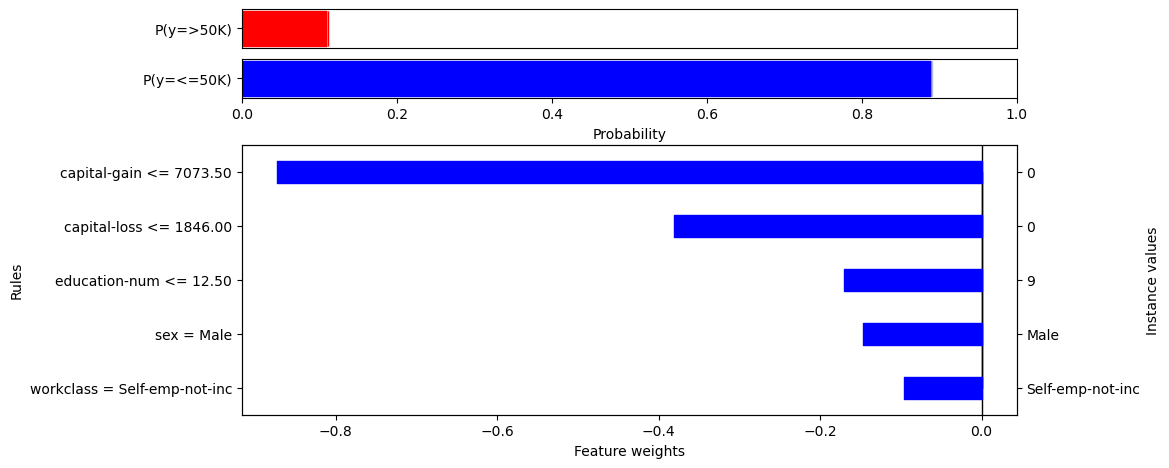 P(y=>50K)
P(y=<=50K)
0.0 0.2 0.4 0.6 0.8 1.0
Probability
capital-gain <= 7073.50 0
capital-loss <= 1846.00 0
education-num <= 12.50 9
sex = Male Male
workclass = Self-emp-not-inc Self-emp-not-inc
Rules
Instance values
−0.8 −0.6 −0.4 −0.2 0.0
Feature weights